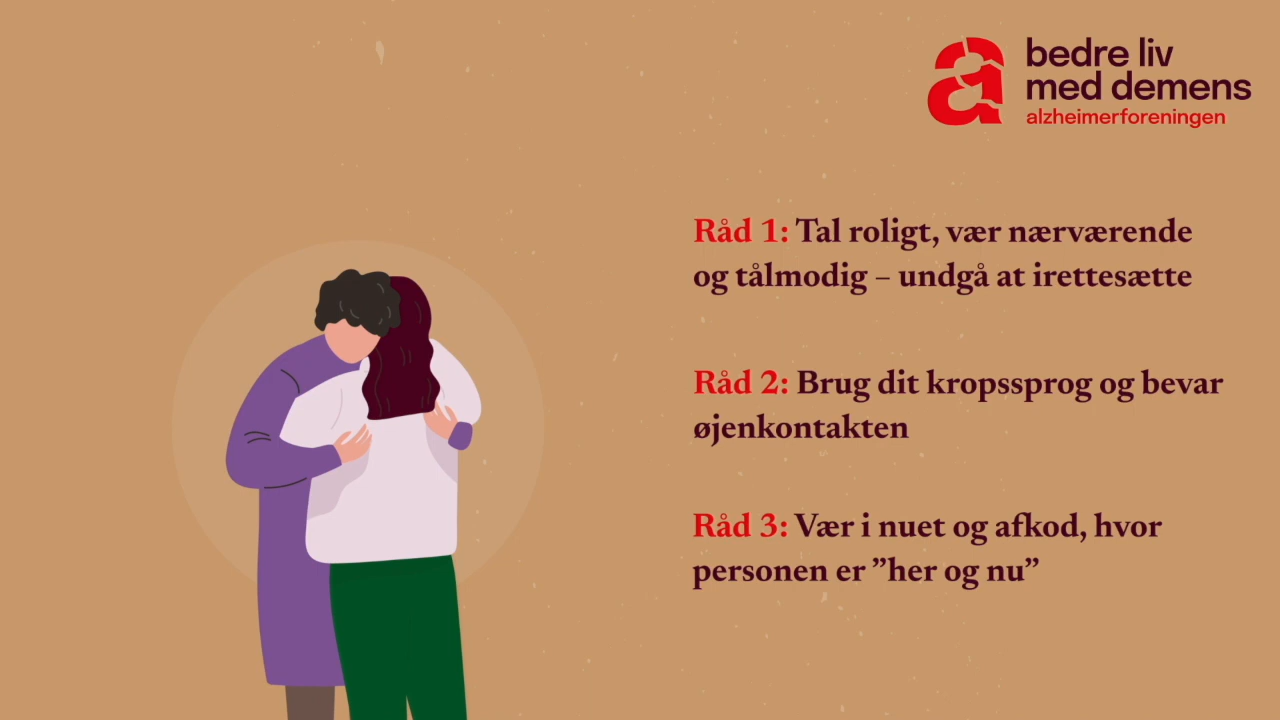 bedre liv
med demens
alzheimerforeningen
Råd 1: Tal roligt, vær nærværende
og tålmodig – undgå at irettesætte
Råd 2: Brug dit kropssprog og bevar
øjenkontakten
Råd 3: Vær i nuet og afkod, hvor
personen er ”her og nu”